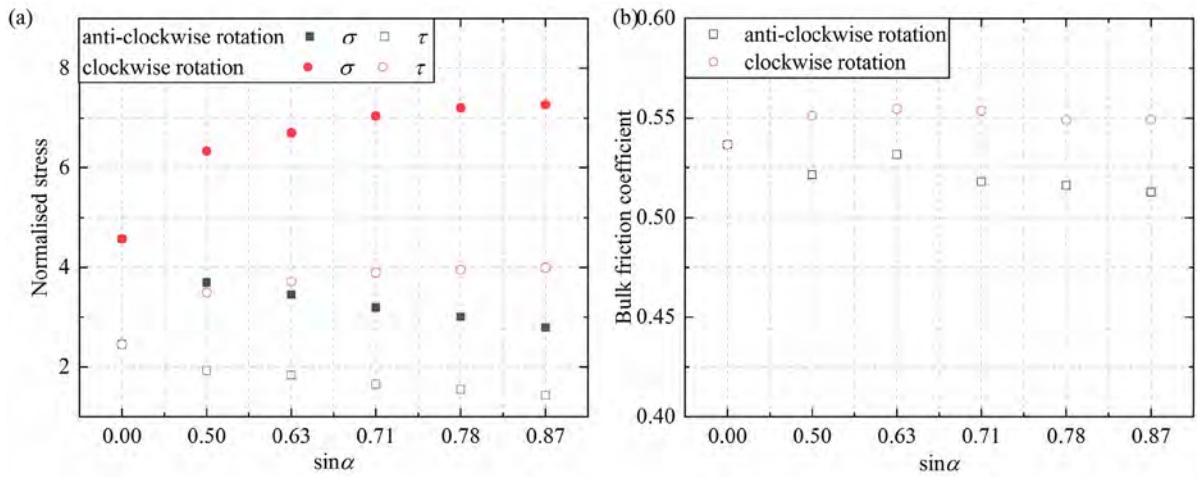 (a)
anti-clockwise rotation σ τ
clockwise rotation σ τ
8
6
4
2
Normalised stress
0.00 0.50 0.63 0.71 0.78 0.87
sinα
(b)
0.60
anti-clockwise rotation
clockwise rotation
0.55
0.50
0.45
0.40
Bulk friction coefficient
0.00 0.50 0.63 0.71 0.78 0.87
sinα